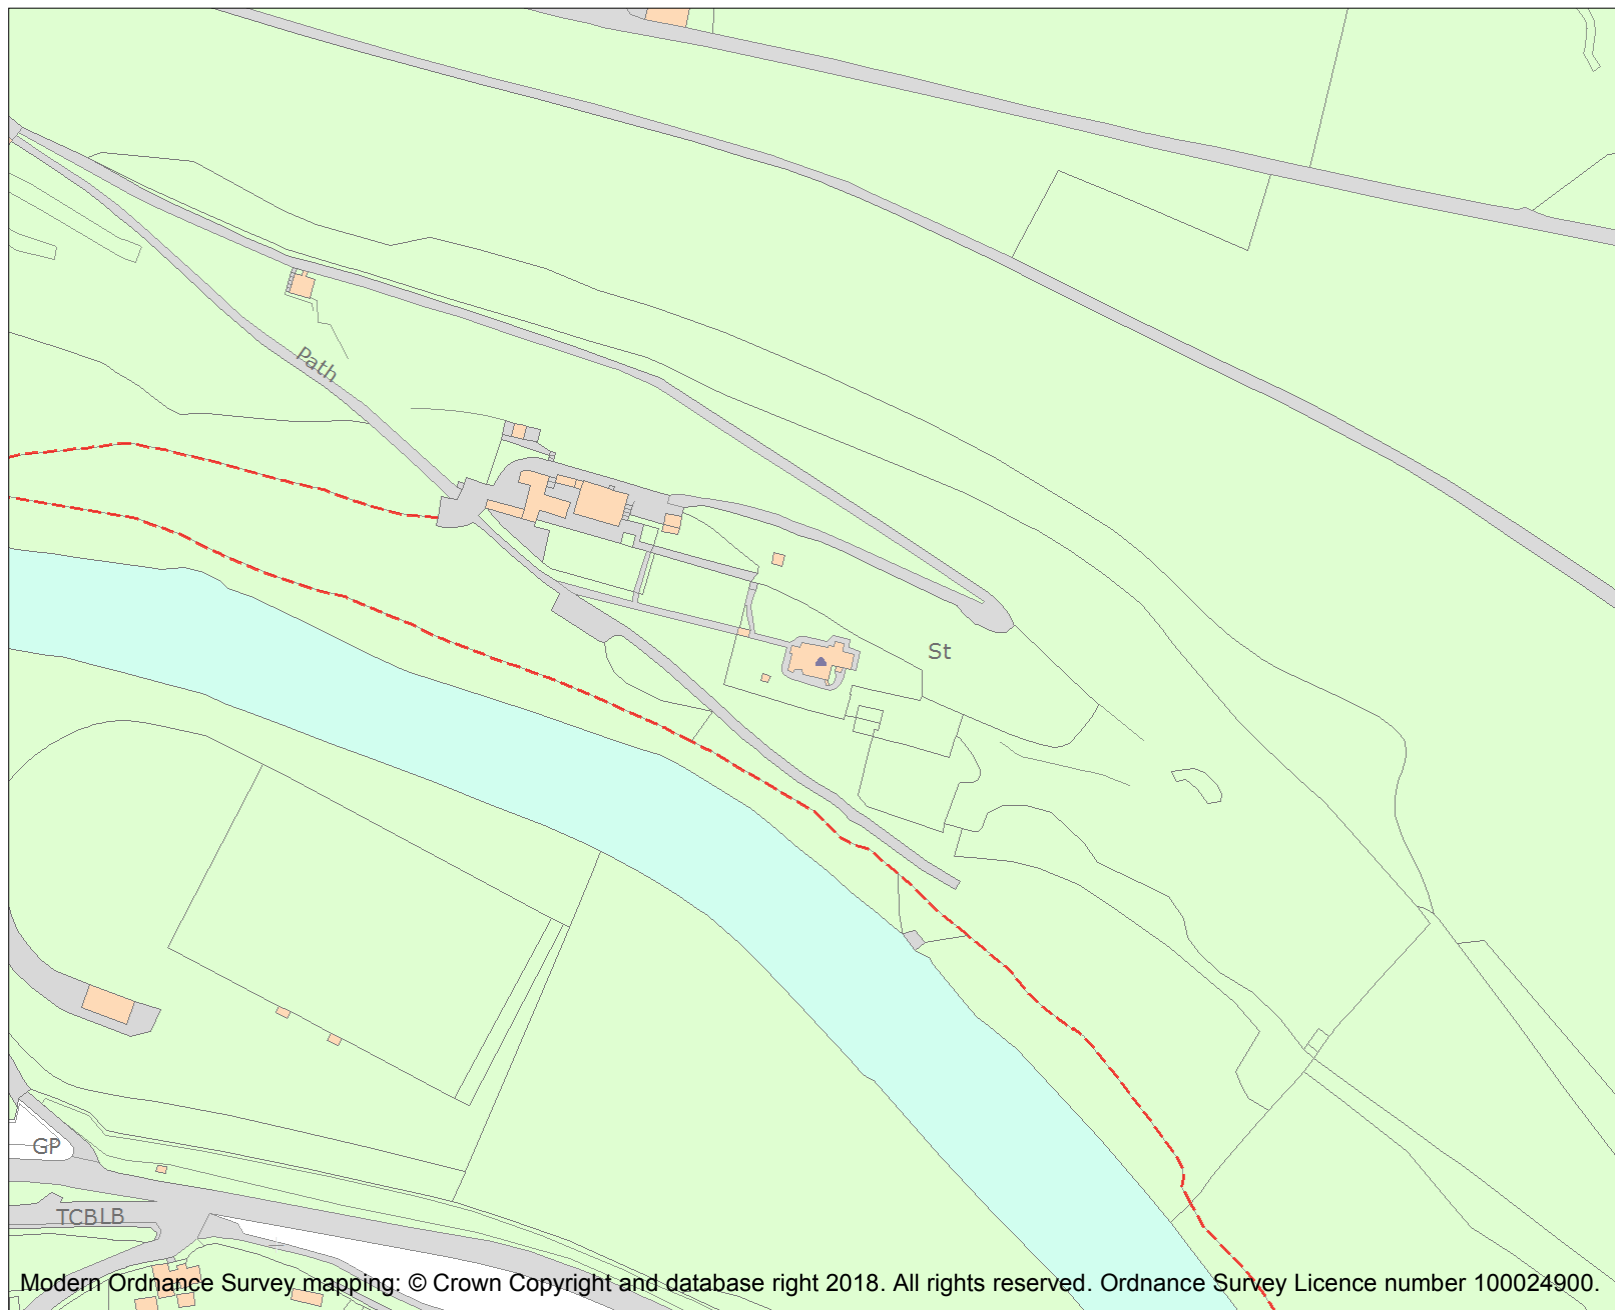 Path
St
GP
TCBLB
Modern Ordnance Survey mapping: © Crown Copyright and database right 2018. All rights reserved. Ordnance Survey Licence number 100024900.